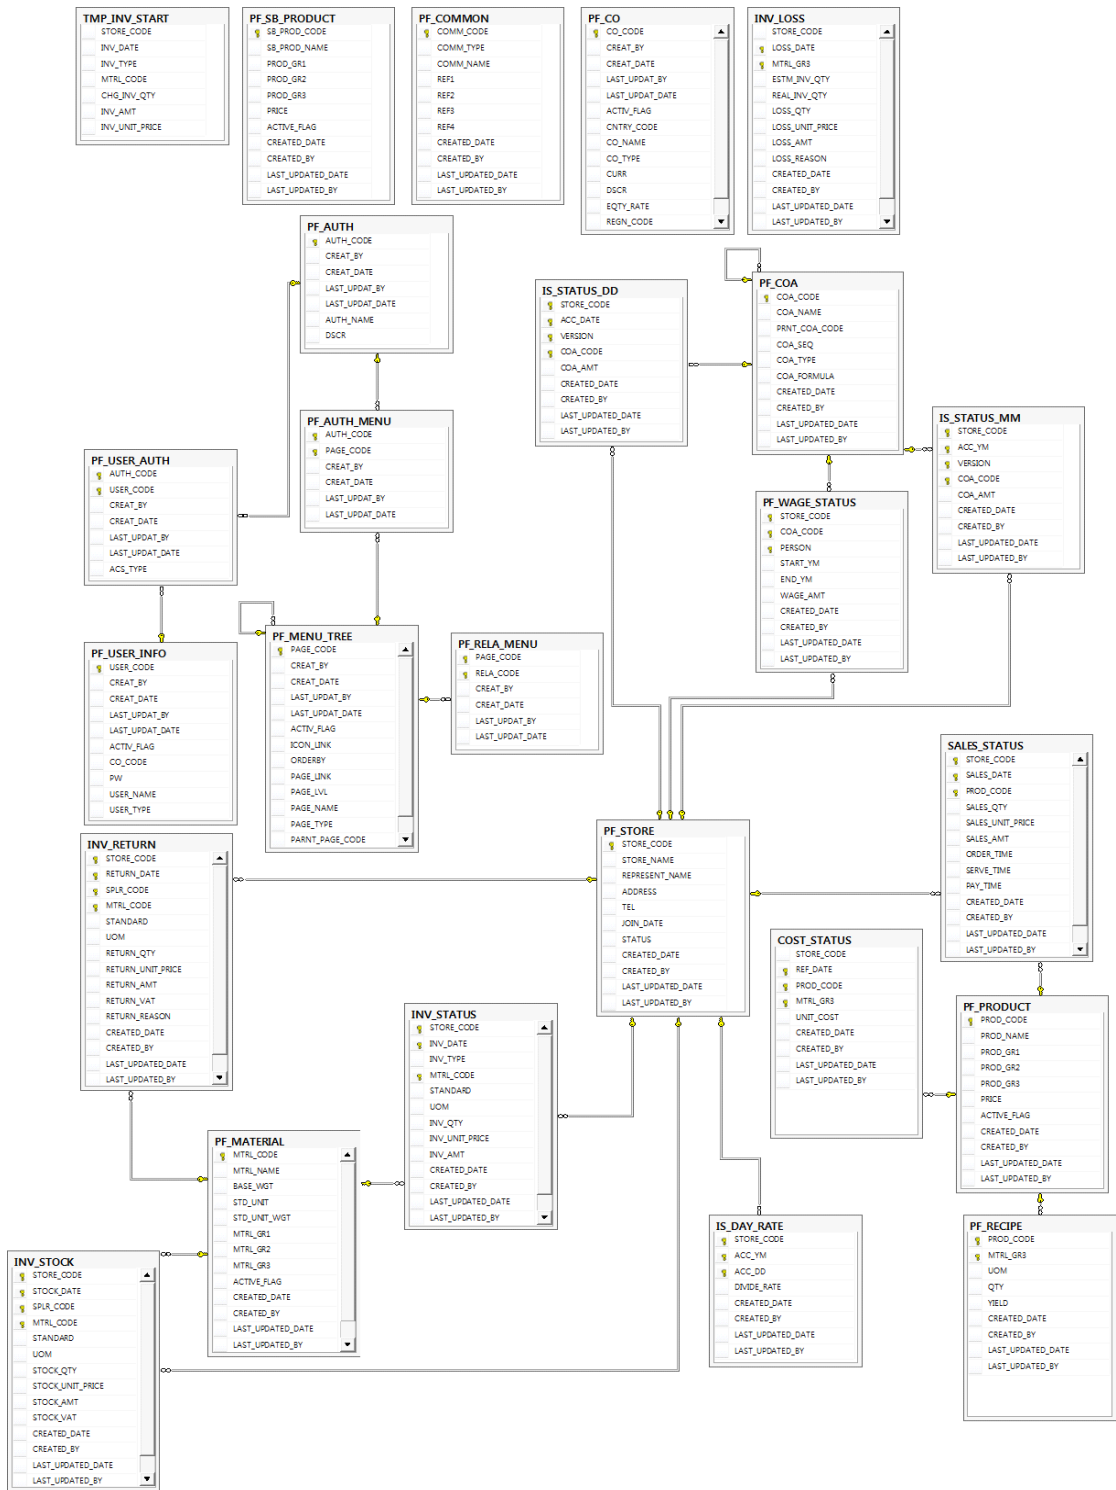 TMP_INV_START
STORE_CODE
INV_DATE
INV_TYPE
MTRL_CODE
CHG_INV_QTY
INV_AMT
INV_UNIT_PRICE
PF_SB_PRODUCT
SB_PROD_CODE
SB_PROD_NAME
PROD_GR1
PROD_GR2
PROD_GR3
PRICE
ACTIVE_FLAG
CREATED_DATE
CREATED_BY
LAST_UPDATED_DATE
LAST_UPDATED_BY
PF_COMMON
COMM_CODE
COMM_TYPE
COMM_NAME
REF1
REF2
REF3
REF4
CREATED_DATE
CREATED_BY
LAST_UPDATED_DATE
LAST_UPDATED_BY
PF_CO
CO_CODE
CREAT_BY
CREAT_DATE
LAST_UPDAT_BY
LAST_UPDAT_DATE
ACTIV_FLAG
CNTRY_CODE
CO_NAME
CO_TYPE
CURR
DSCR
EQTY_RATE
REGN_CODE
INV_LOSS
STORE_CODE
LOSS_DATE
MTRL_GR3
ESTM_INV_QTY
REAL_INV_QTY
LOSS_QTY
LOSS_UNIT_PRICE
LOSS_AMT
LOSS_REASON
CREATED_DATE
CREATED_BY
LAST_UPDATED_DATE
LAST_UPDATED_BY
PF_AUTH
AUTH_CODE
CREAT_BY
CREAT_DATE
LAST_UPDAT_BY
LAST_UPDAT_DATE
AUTH_NAME
DSCR
IS_STATUS_DD
STORE_CODE
ACC_DATE
VERSION
COA_CODE
COA_AMT
CREATED_DATE
CREATED_BY
LAST_UPDATED_DATE
LAST_UPDATED_BY
PF_COA
COA_CODE
COA_NAME
PRNT_COA_CODE
COA_SEQ
COA_TYPE
COA_FORMULA
CREATED_DATE
CREATED_BY
LAST_UPDATED_DATE
LAST_UPDATED_BY
PF_AUTH_MENU
AUTH_CODE
PAGE_CODE
CREAT_BY
CREAT_DATE
LAST_UPDAT_BY
LAST_UPDAT_DATE
IS_STATUS_MM
STORE_CODE
ACC_YM
VERSION
COA_CODE
COA_AMT
CREATED_DATE
CREATED_BY
LAST_UPDATED_DATE
LAST_UPDATED_BY
PF_USER_AUTH
AUTH_CODE
USER_CODE
CREAT_BY
CREAT_DATE
LAST_UPDAT_BY
LAST_UPDAT_DATE
ACS_TYPE
PF_WAGE_STATUS
STORE_CODE
COA_CODE
PERSON
START_YM
END_YM
WAGE_AMT
CREATED_DATE
CREATED_BY
LAST_UPDATED_DATE
LAST_UPDATED_BY
PF_USER_INFO
USER_CODE
CREAT_BY
CREAT_DATE
LAST_UPDAT_BY
LAST_UPDAT_DATE
ACTIV_FLAG
CO_CODE
PW
USER_NAME
USER_TYPE
PF_MENU_TREE
PAGE_CODE
CREAT_BY
CREAT_DATE
LAST_UPDAT_BY
LAST_UPDAT_DATE
ACTIV_FLAG
ICON_LINK
ORDERBY
PAGE_LINK
PAGE_LVL
PAGE_NAME
PAGE_TYPE
PARNT_PAGE_CODE
PF_RELA_MENU
PAGE_CODE
RELA_CODE
CREAT_BY
CREAT_DATE
LAST_UPDAT_BY
LAST_UPDAT_DATE
SALES_STATUS
STORE_CODE
SALES_DATE
PROD_CODE
SALES_QTY
SALES_UNIT_PRICE
SALES_AMT
ORDER_TIME
SERVE_TIME
PAY_TIME
CREATED_DATE
CREATED_BY
LAST_UPDATED_DATE
LAST_UPDATED_BY
INV_RETURN
STORE_CODE
RETURN_DATE
SPLR_CODE
MTRL_CODE
STANDARD
UOM
RETURN_QTY
RETURN_UNIT_PRICE
RETURN_AMT
RETURN_VAT
RETURN_REASON
CREATED_DATE
CREATED_BY
LAST_UPDATED_DATE
LAST_UPDATED_BY
PF_STORE
STORE_CODE
STORE_NAME
REPRESENT_NAME
ADDRESS
TEL
JOIN_DATE
STATUS
CREATED_DATE
CREATED_BY
LAST_UPDATED_DATE
LAST_UPDATED_BY
COST_STATUS
STORE_CODE
REF_DATE
PROD_CODE
MTRL_GR3
UNIT_COST
CREATED_DATE
CREATED_BY
LAST_UPDATED_DATE
LAST_UPDATED_BY
PF_PRODUCT
PROD_CODE
PROD_NAME
PROD_GR1
PROD_GR2
PROD_GR3
PRICE
ACTIVE_FLAG
CREATED_DATE
CREATED_BY
LAST_UPDATED_DATE
LAST_UPDATED_BY
INV_STATUS
STORE_CODE
INV_DATE
INV_TYPE
MTRL_CODE
STANDARD
UOM
INV_QTY
INV_UNIT_PRICE
INV_AMT
CREATED_DATE
CREATED_BY
LAST_UPDATED_DATE
LAST_UPDATED_BY
PF_MATERIAL
MTRL_CODE
MTRL_NAME
BASE_WGT
STD_UNIT
STD_UNIT_WGT
MTRL_GR1
MTRL_GR2
MTRL_GR3
ACTIVE_FLAG
CREATED_DATE
CREATED_BY
LAST_UPDATED_DATE
LAST_UPDATED_BY
IS_DAY_RATE
STORE_CODE
ACC_YM
ACC_DD
DIVIDE_RATE
CREATED_DATE
CREATED_BY
LAST_UPDATED_DATE
LAST_UPDATED_BY
PF_RECIPE
PROD_CODE
MTRL_GR3
UOM
QTY
YIELD
CREATED_DATE
CREATED_BY
LAST_UPDATED_DATE
LAST_UPDATED_BY
INV_STOCK
STORE_CODE
STOCK_DATE
SPLR_CODE
MTRL_CODE
STANDARD
UOM
STOCK_QTY
STOCK_UNIT_PRICE
STOCK_AMT
STOCK_VAT
CREATED_DATE
CREATED_BY
LAST_UPDATED_DATE
LAST_UPDATED_BY